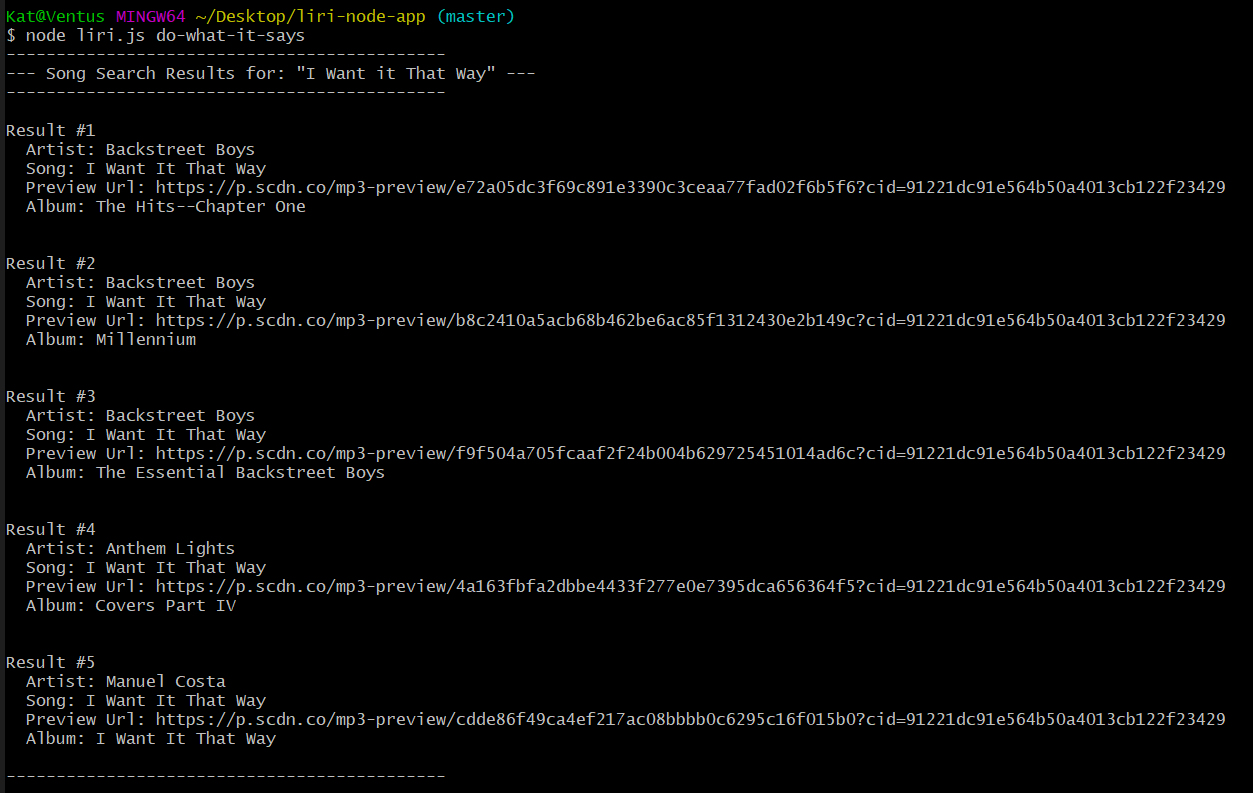 Kat@Ventus MINGW64 ~/Desktop/liri-node-app (master)
$ node liri.js do-what-it-says
--------------------------------------------
--- Song Search Results for: "I Want it That Way" ---
--------------------------------------------
Result #1
Artist: Backstreet Boys
Song: I Want It That Way
Preview Url: https://p.scdn.co/mp3-preview/e72a05dc3f69c891e3390c3ceaa77fad02f6b5f6?cid=91221dc91e564b50a4013cb122f23429
Album: The Hits--Chapter One
Result #2
Artist: Backstreet Boys
Song: I Want It That Way
Preview Url: https://p.scdn.co/mp3-preview/b8c2410a5acb68b462be6ac85f1312430e2b149c?cid=91221dc91e564b50a4013cb122f23429
Album: Millennium
Result #3
Artist: Backstreet Boys
Song: I Want It That Way
Preview Url: https://p.scdn.co/mp3-preview/f9f504a705fcaaf2f24b004b629725451014ad6c?cid=91221dc91e564b50a4013cb122f23429
Album: The Essential Backstreet Boys
Result #4
Artist: Anthem Lights
Song: I Want It That Way
Preview Url: https://p.scdn.co/mp3-preview/4a163fbfa2dbbe4433f277e0e7395dca656364f5?cid=91221dc91e564b50a4013cb122f23429
Album: Covers Part IV
Result #5
Artist: Manuel Costa
Song: I Want It That Way
Preview Url: https://p.scdn.co/mp3-preview/cdde86f49ca4ef217ac08bbbb0c6295c16f015b0?cid=91221dc91e564b50a4013cb122f23429
Album: I Want It That Way
--------------------------------------------